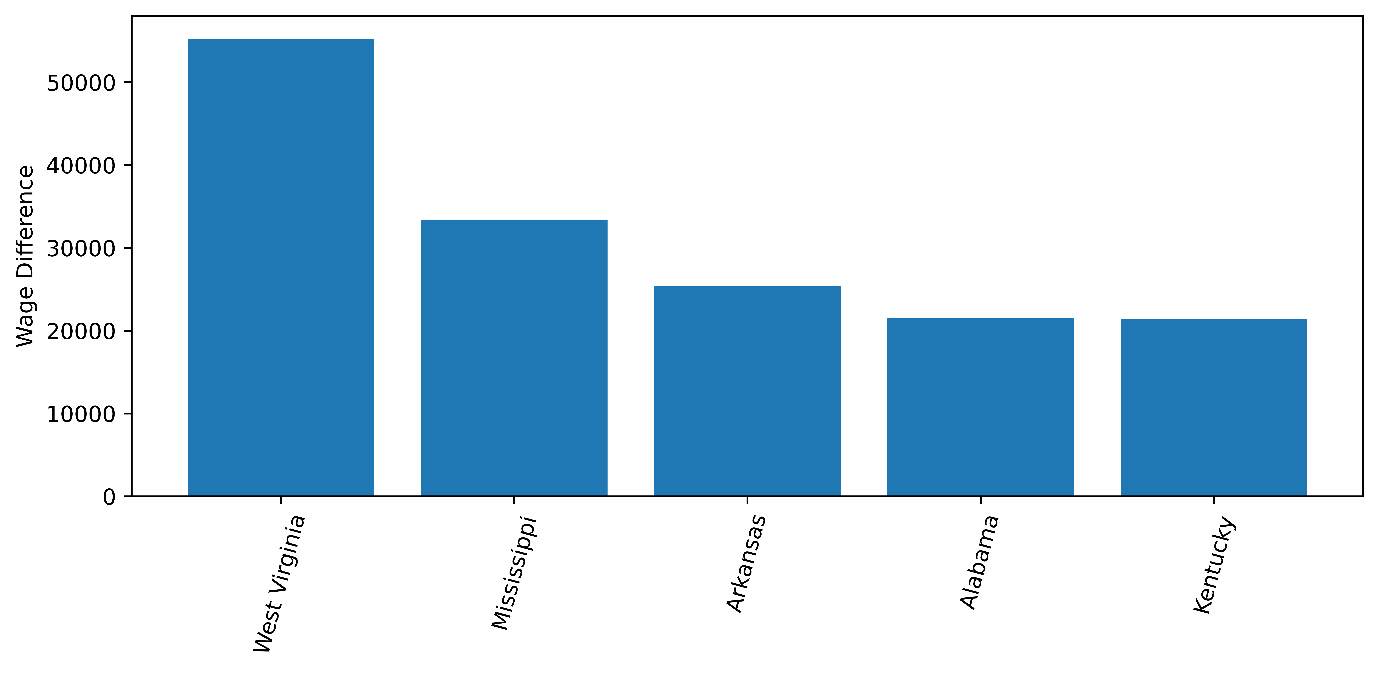 50000
40000
30000
20000
10000
0
Wage Difference
West Virginia
Mississippi
Arkansas
Alabama
Kentucky